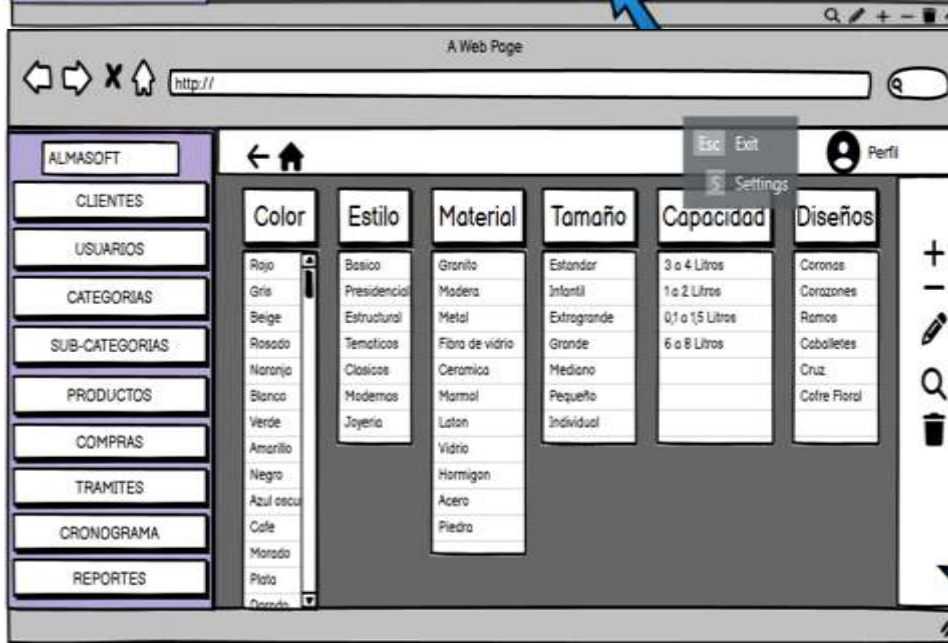 A Web Page
http://
Esc Exit
S Settings
Perfil
ALMASOFT
CLIENTES
USUARIOS
CATEGORIAS
SUB-CATEGORIAS
PRODUCTOS
COMPRAS
TRAMITES
CRONOGRAMA
REPORTES
Color
Rojo
Gris
Beige
Rosado
Naranja
Blanco
Verde
Amarillo
Negro
Azul oscu
Cafe
Morado
Plata
Dorado
Estilo
Basico
Presidencial
Estructural
Tematicos
Clasicos
Modernos
Joyeria
Material
Granito
Madera
Metal
Fibra de vidrio
Ceramica
Marmol
Laton
Vidrio
Hormigon
Acero
Piedra
Tamaño
Estandar
Infantil
Extragrande
Grande
Mediano
Pequeño
Individual
Capacidad
3 a 4 Litros
1 a 2 Litros
0,1 a 1,5 Litros
6 a 8 Litros
Diseños
Coronas
Corazones
Ramos
Caballetes
Cruz
Cofre Floral